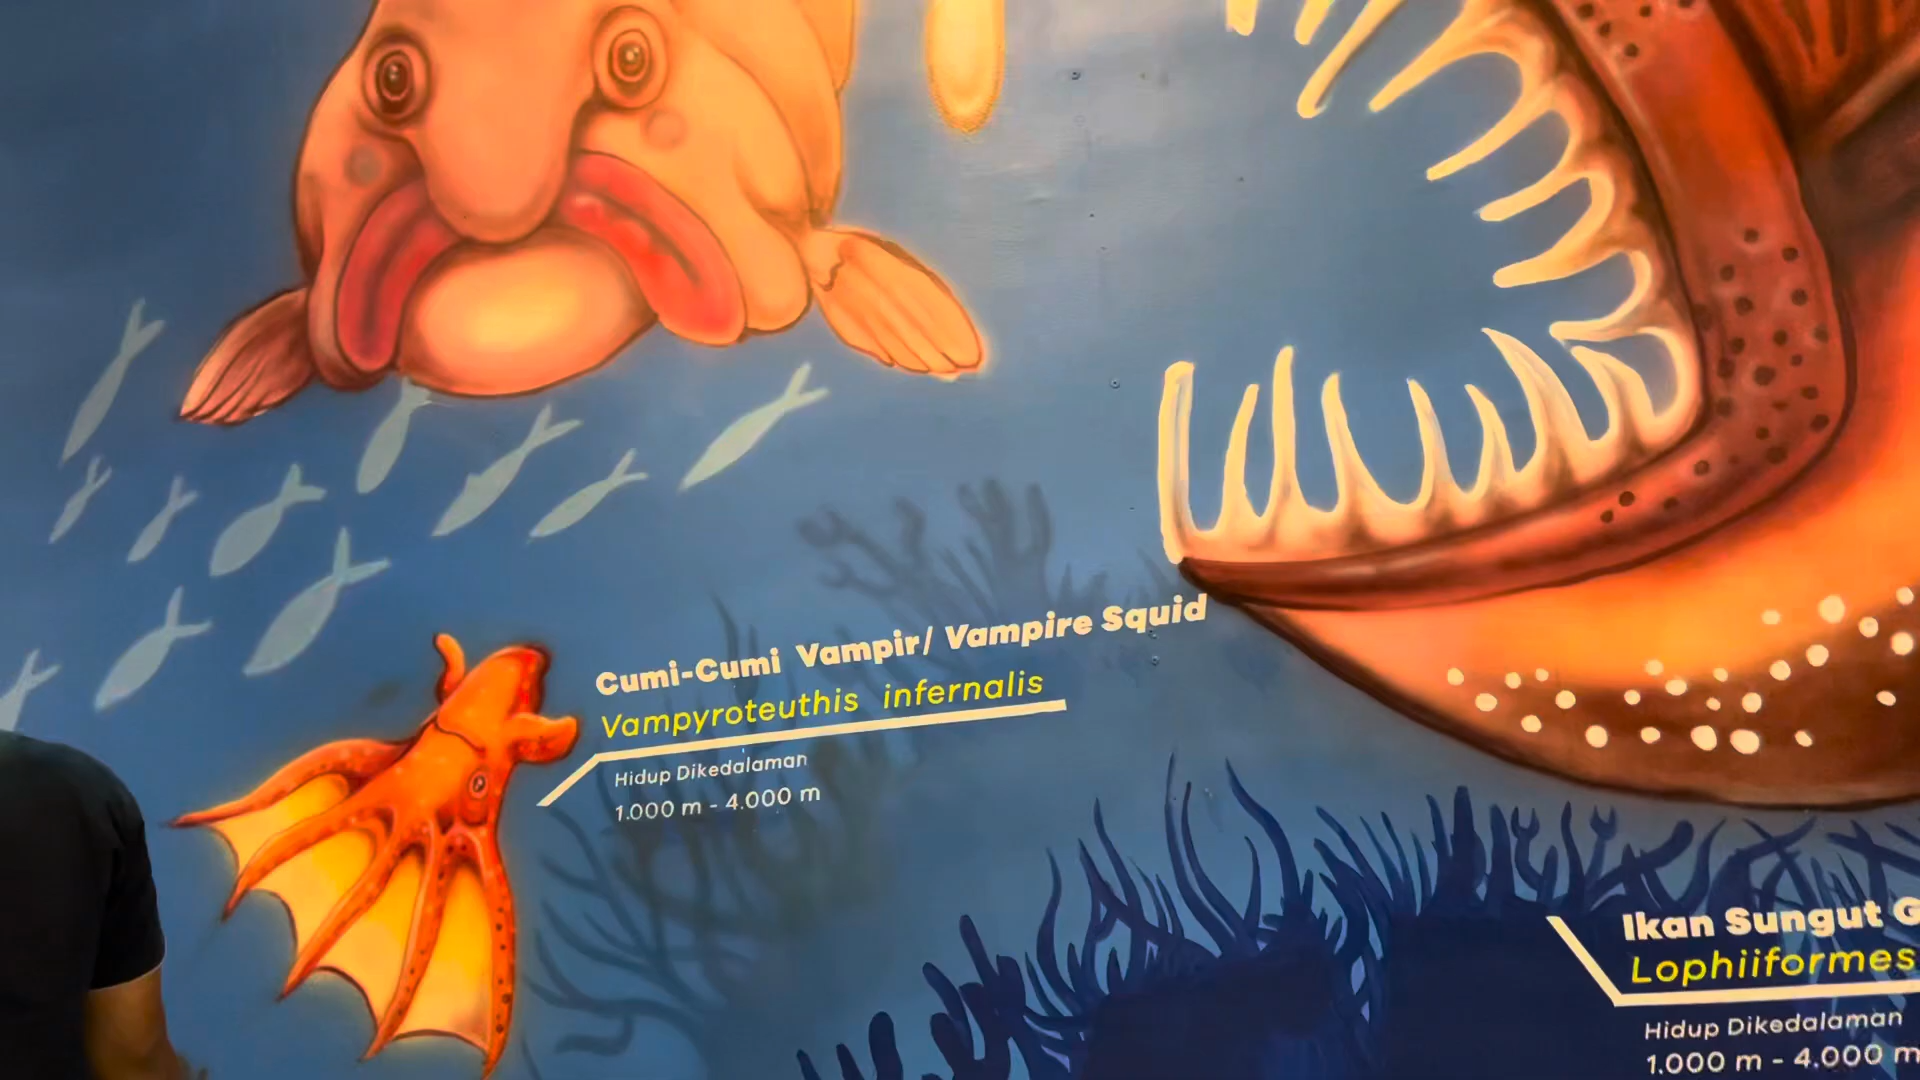 Cumi-Cumi Vampir/ Vampire Squid
Vampyroteuthis infernalis
Hidup Dikedalaman
1.000 m - 4.000 m
Ikan Sungut G
Lophiiformes
Hidup Dikedalaman
1.000 m - 4.000 m